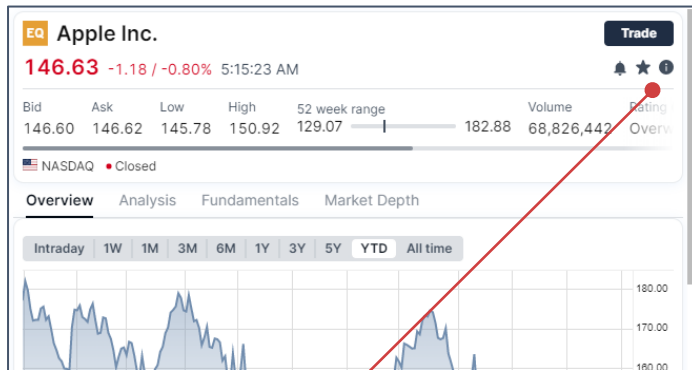 EQ Apple Inc. Trade
146.63 -1.18 / -0.80% 5:15:23 AM
Bid Ask Low High 52 week range Volume Rating
146.60 146.62 145.78 150.92 129.07 182.88 68,826,442 Overw
NASDAQ • Closed
Overview Analysis Fundamentals Market Depth
Intraday 1W 1M 3M 6M 1Y 3Y 5Y YTD All time
180.00
170.00
160.00